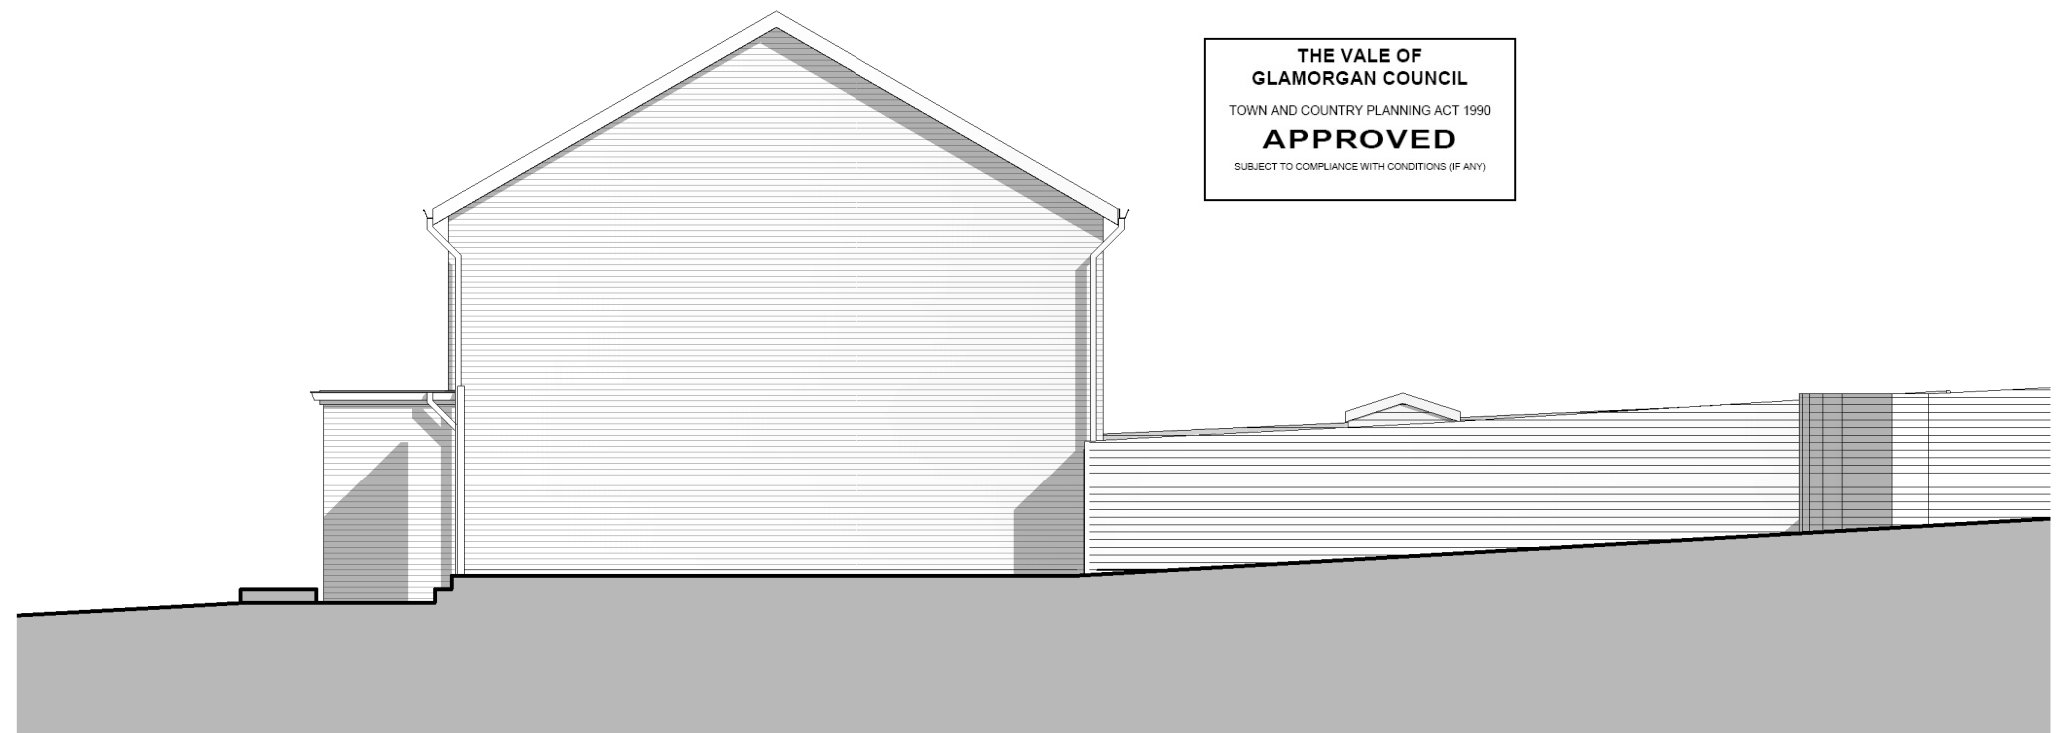 THE VALE OF
GLAMORGAN COUNCIL
TOWN AND COUNTRY PLANNING ACT 1990
APPROVED
SUBJECT TO COMPLIANCE WITH CONDITIONS (IF ANY)